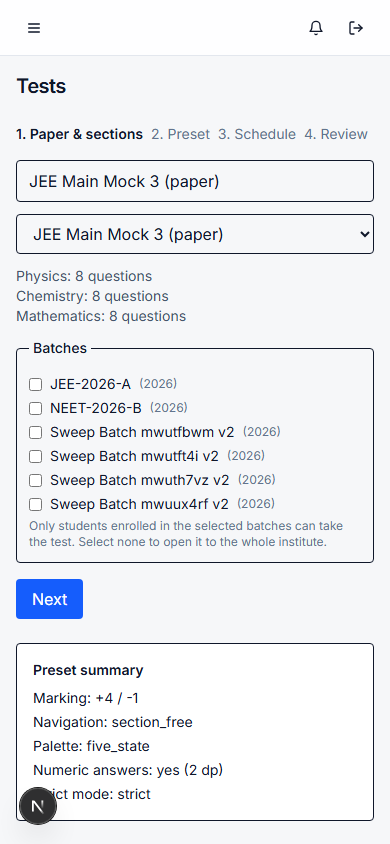 Tests
1. Paper & sections 2. Preset 3. Schedule 4. Review
JEE Main Mock 3 (paper)
JEE Main Mock 3 (paper)
Physics: 8 questions
Chemistry: 8 questions
Mathematics: 8 questions
Batches
JEE-2026-A (2026)
NEET-2026-B (2026)
Sweep Batch mwutfbwm v2 (2026)
Sweep Batch mwutft4i v2 (2026)
Sweep Batch mwuth7vz v2 (2026)
Sweep Batch mwuux4rf v2 (2026)
Only students enrolled in the selected batches can take
the test. Select none to open it to the whole institute.
Next
Preset summary
Marking: +4 / -1
Navigation: section_free
Palette: five_state
Numeric answers: yes (2 dp)
mode: strict
N